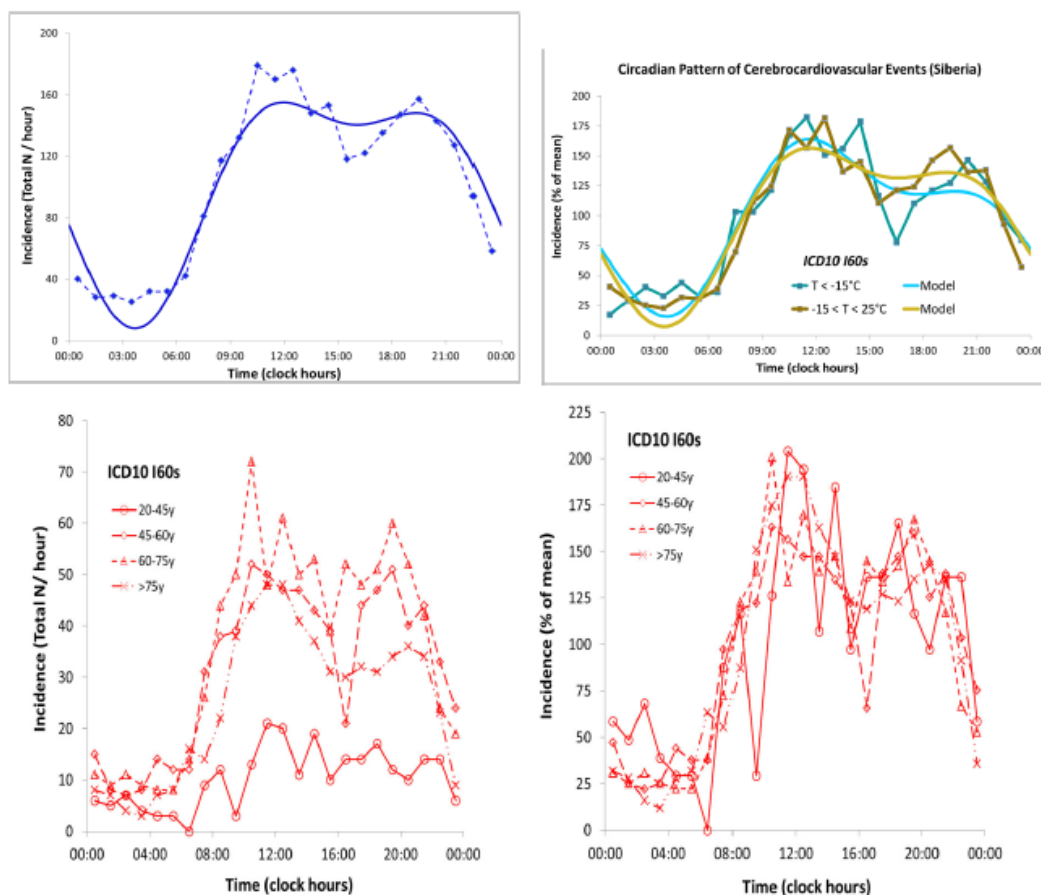 200
160
120
80
40
0
Incidence (Total N / hour)
00:00 03:00 06:00 09:00 12:00 15:00 18:00 21:00 00:00
Time (clock hours)
Circadian Pattern of Cerebrocardiovascular Events (Siberia)
200
175
150
125
100
75
50
25
0
Incidence (% of mean)
ICD10 I60s
T < -15°C Model
-15 < T < 25°C Model
00:00 03:00 06:00 09:00 12:00 15:00 18:00 21:00 00:00
Time (clock hours)
80
70
60
50
40
30
20
10
0
Incidence (Total N/ hour)
ICD10 I60s
20-45y
45-60y
60-75y
>75y
00:00 04:00 08:00 12:00 16:00 20:00 00:00
Time (clock hours)
225
200
175
150
125
100
75
50
25
0
Incidence (% of mean)
ICD10 I60s
20-45y
45-60y
60-75y
>75y
00:00 04:00 08:00 12:00 16:00 20:00 00:00
Time (clock hours)